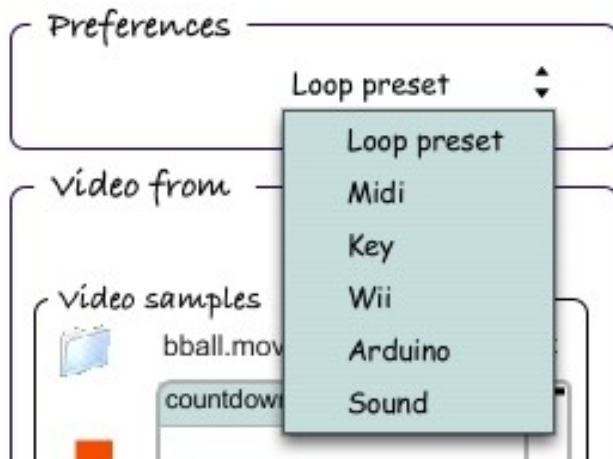 Preferences
Loop preset
Loop preset
Midi
Video from
Key
Wii
Video samples
bball.mov
Arduino
countdown
Sound